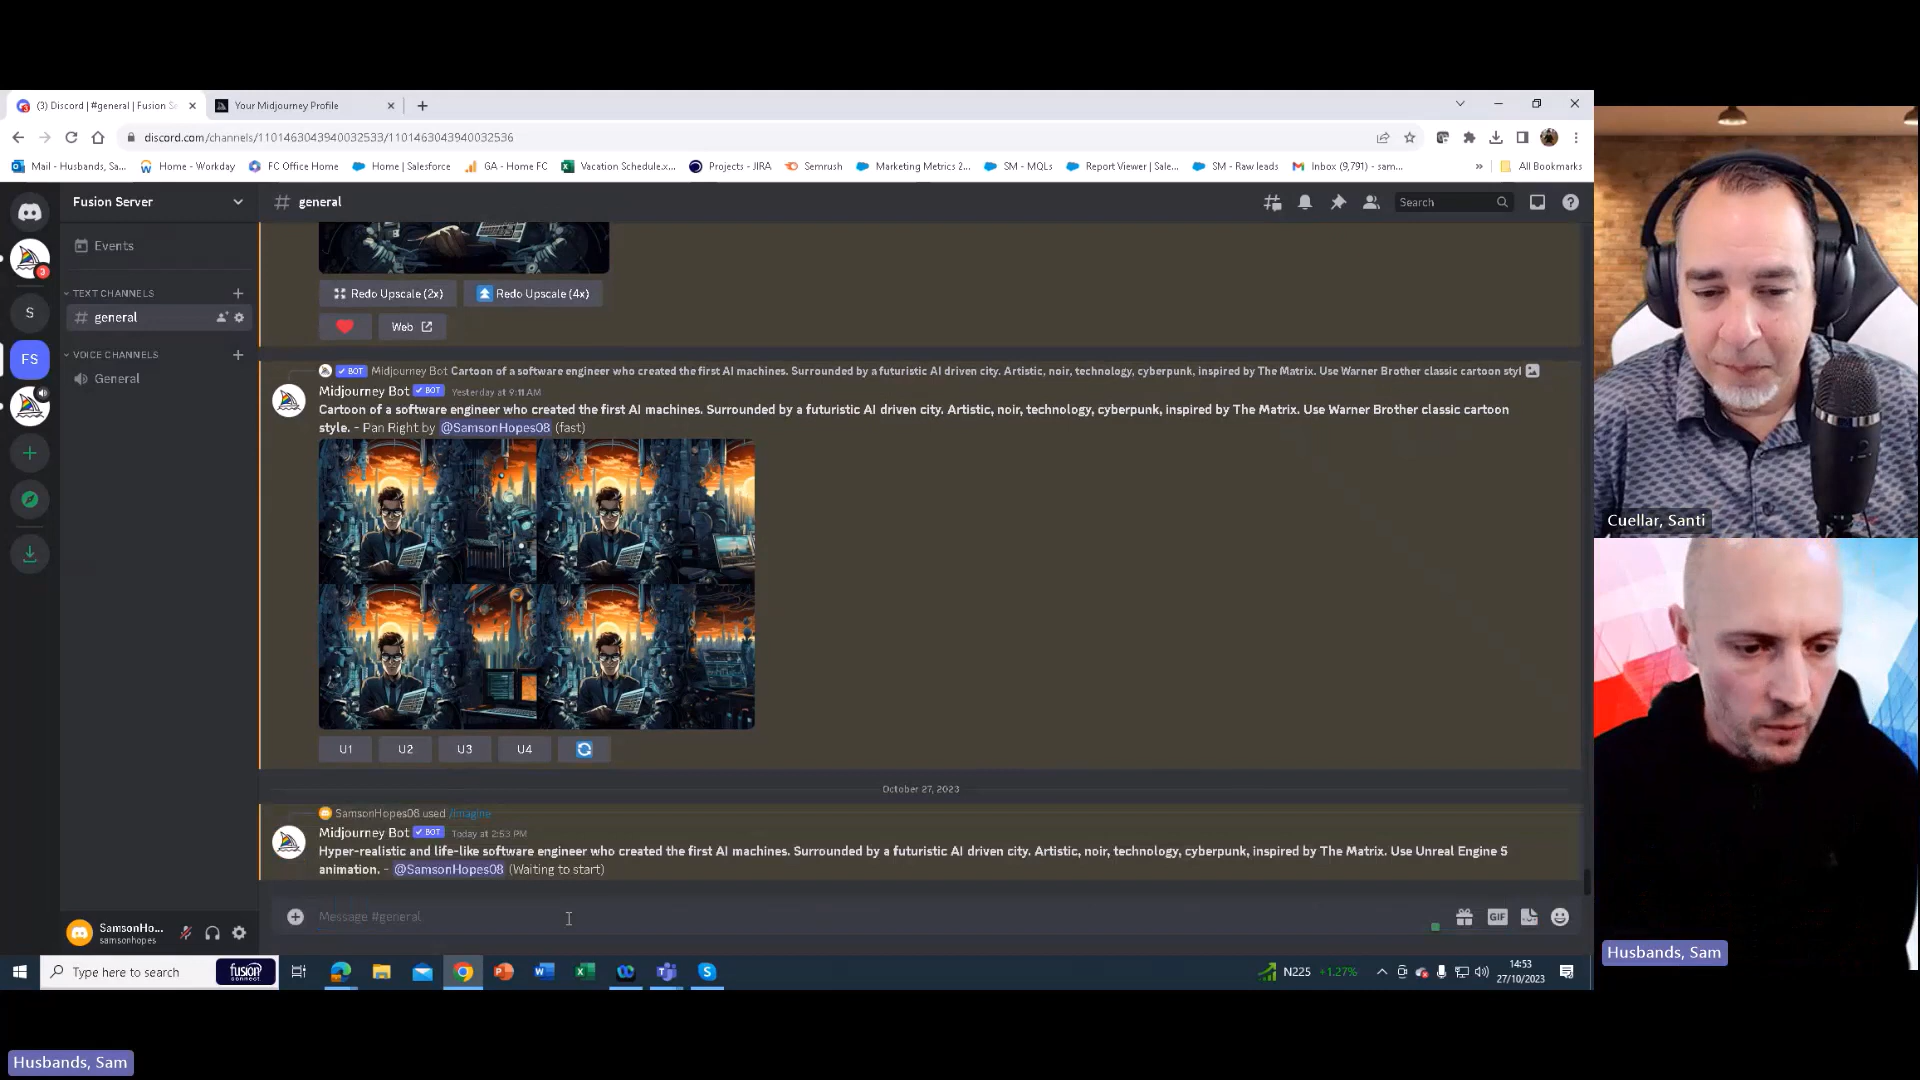 (3) Discord | #general | Fusion Se
Your Midjourney Profile
discord.com/channels/1101463043940032533/1101463043940032536
Mail - Husbands, Sa...
Home - Workday
FC Office Home
Home | Salesforce
GA - Home FC
Vacation Schedule.x...
Projects - JIRA
Semrush
Marketing Metrics 2...
SM - MQLs
Report Viewer | Sale...
SM - Raw leads
Inbox (9,791) - sam...
»
All Bookmarks
Fusion Server
# general
Search
Events
TEXT CHANNELS
# general
VOICE CHANNELS
General
3
S
FS
Redo Upscale (2x)
Redo Upscale (4x)
Web
BOT Midjourney Bot Cartoon of a software engineer who created the first AI machines. Surrounded by a futuristic AI driven city. Artistic, noir, technology, cyberpunk, inspired by The Matrix. Use Warner Brother classic cartoon styl
Midjourney Bot BOT Yesterday at 9:11 AM
Cartoon of a software engineer who created the first AI machines. Surrounded by a futuristic AI driven city. Artistic, noir, technology, cyberpunk, inspired by The Matrix. Use Warner Brother classic cartoon
style. - Pan Right by @SamsonHopes08 (fast)
U1
U2
U3
U4
October 27, 2023
SamsonHopes08 used /imagine
Midjourney Bot BOT Today at 2:53 PM
Hyper-realistic and life-like software engineer who created the first AI machines. Surrounded by a futuristic AI driven city. Artistic, noir, technology, cyberpunk, inspired by The Matrix. Use Unreal Engine 5
animation. - @SamsonHopes08 (Waiting to start)
Message #general
GIF
SamsonHo...
samsonhopes
Type here to search
fusion
connect
N225 +1.27%
14:53
27/10/2023
Cuellar, Santi
Husbands, Sam
Husbands, Sam